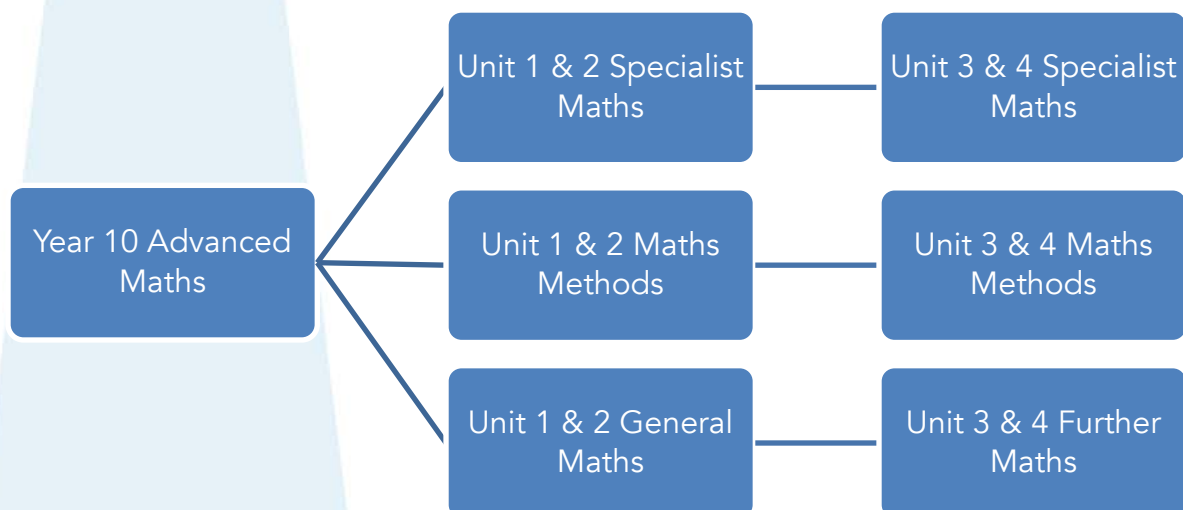 Year 10 Advanced
Maths
Unit 1 & 2 Specialist
Maths
Unit 3 & 4 Specialist
Maths
Unit 1 & 2 Maths
Methods
Unit 3 & 4 Maths
Methods
Unit 1 & 2 General
Maths
Unit 3 & 4 Further
Maths